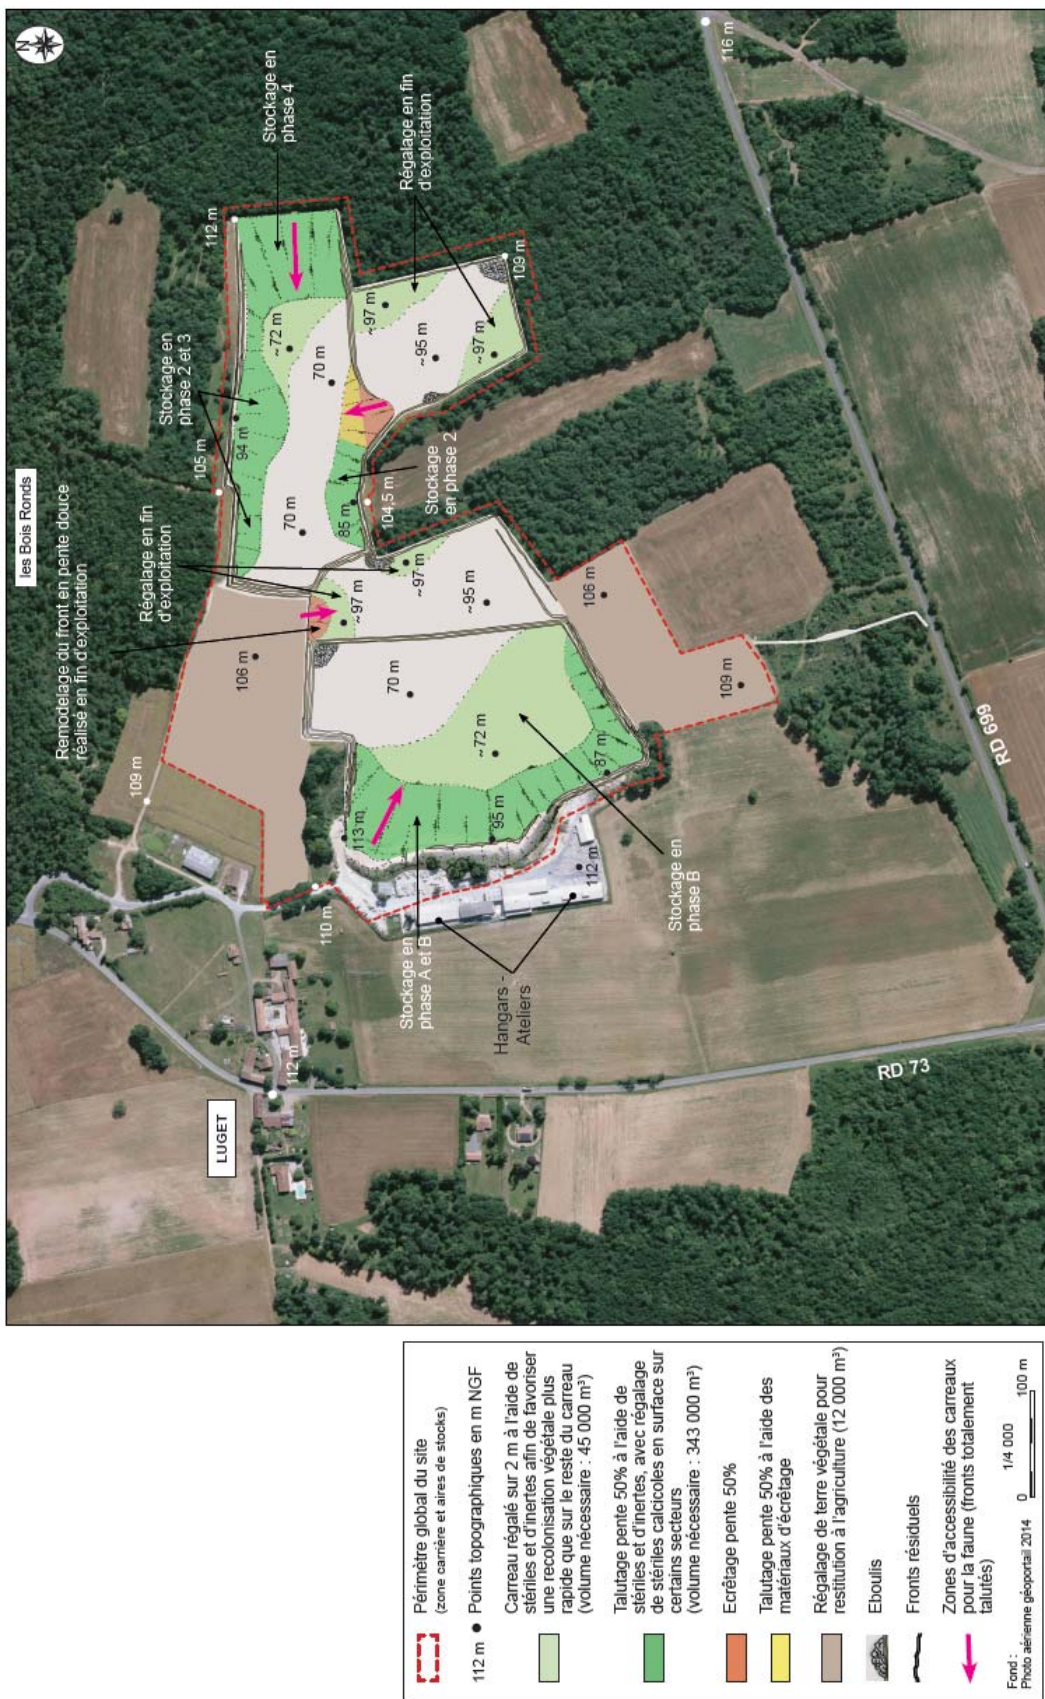 N
les Bois Ronds
Remodelage du front en pente douce
réalisé en fin d'exploitation
Régalage en fin
d'exploitation
Stockage en
phase 2 et 3
Stockage en
phase 4
109 m
106 m
105 m
94 m
112 m
~72 m
70 m
70 m
85 m
104,5 m
Stockage
en phase 2
~97 m
~95 m
~97 m
109 m
Régalage en fin
d'exploitation
116 m
LUGET
112 m
110 m
113 m
~97 m
~97 m
~95 m
70 m
~72 m
95 m
87 m
112 m
106 m
109 m
Stockage en
phase A et B
Hangars -
Ateliers
Stockage en
phase B
RD 73
RD 699
Périmètre global du site
(zone carrière et aires de stocks)
112 m
Points topographiques en m NGF
Carreau régalé sur 2 m à l'aide de
stériles et d'inertes afin de favoriser
une recolonisation végétale plus
rapide que sur le reste du carreau
(volume nécessaire : 45 000 m³)
Talutage pente 50% à l'aide de
stériles et d'inertes, avec régalage
de stériles calcicoles en surface sur
certains secteurs
(volume nécessaire : 343 000 m³)
Ecrêtage pente 50%
Talutage pente 50% à l'aide des
matériaux d'écrêtage
Régalage de terre végétale pour
restitution à l'agriculture (12 000 m³)
Eboulis
Fronts résiduels
Zones d'accessibilité des carreaux
pour la faune (fronts totalement
talutés)
Fond :
Photo aérienne géoportail 2014
1/4 000
0
100 m